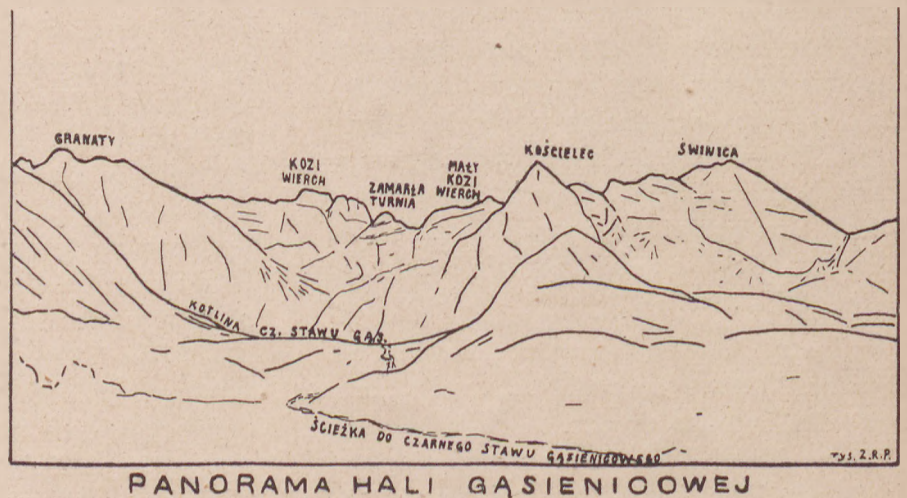 GRANATY
KOZI
WIERCH
ZAMARŁA
TURNIA
MAŁY
KOZI
WIERCH
KOŚCIELEC
ŚWINICA
KOTLINA CZ. STAWU GĄS.
ŚCIEŻKA DO CZARNEGO STAWU GĄSIENICOWEGO
rys. Z.R.P.
PANORAMA HALI GĄSIENICOWEJ